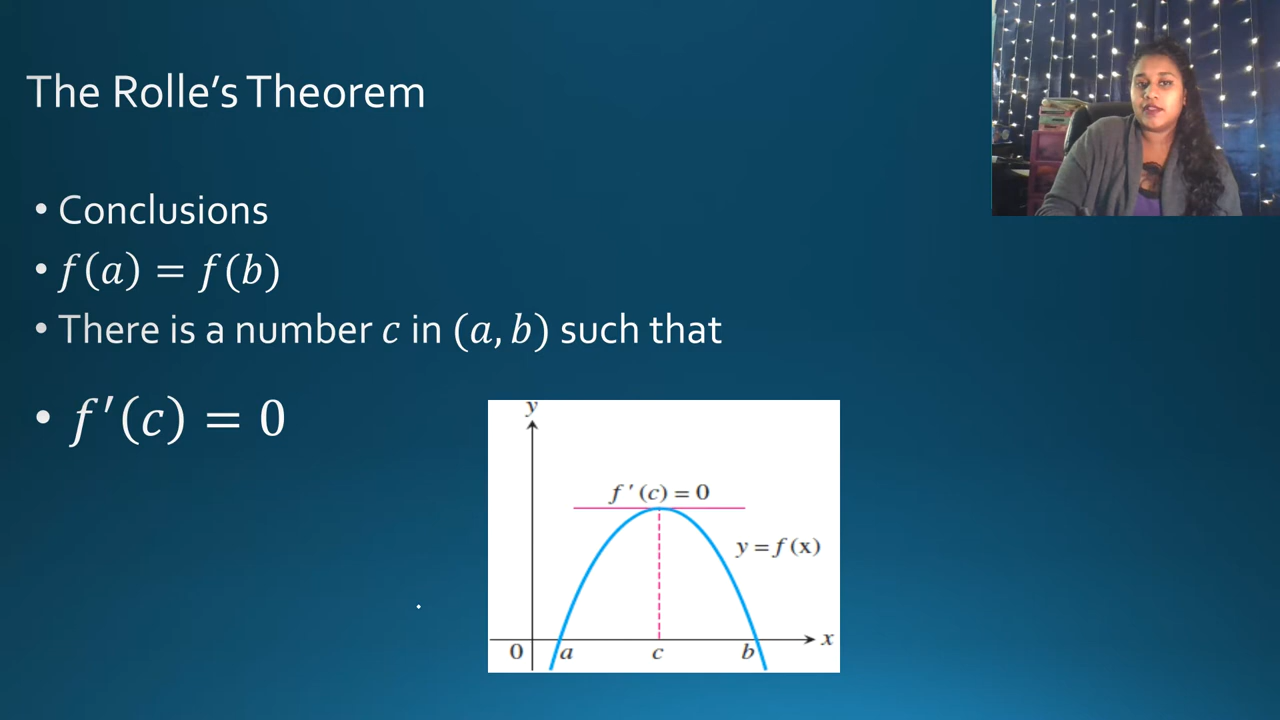 The Rolle's Theorem
• Conclusions
• f(a) = f(b)
• There is a number c in (a, b) such that
• f′(c) = 0
y
f ′(c) = 0
y = f(x)
0 a c b x